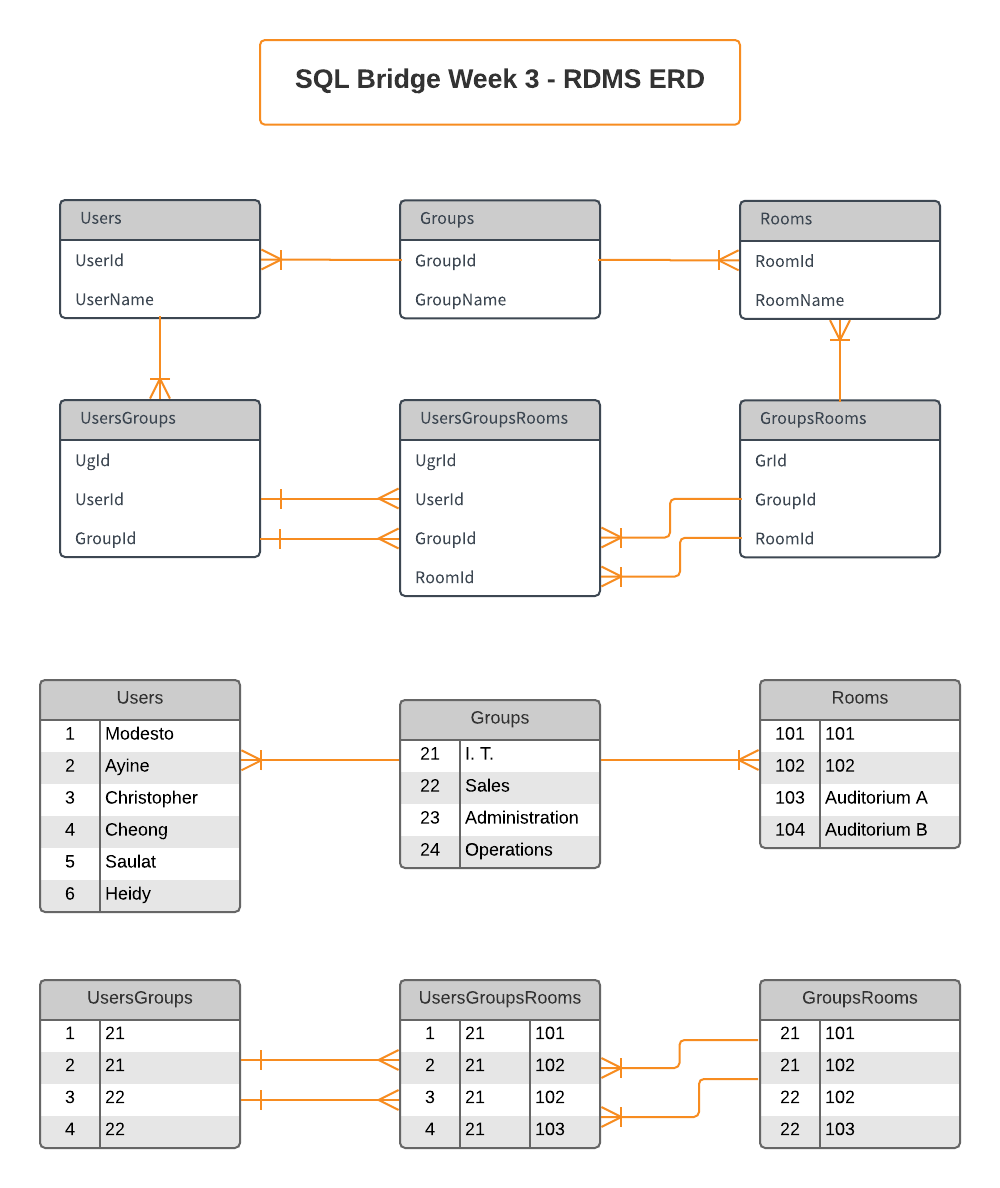 SQL Bridge Week 3 - RDMS ERD
Users
UserId
UserName
Groups
GroupId
GroupName
Rooms
RoomId
RoomName
UsersGroups
UgId
UserId
GroupId
UsersGroupsRooms
UgrId
UserId
GroupId
RoomId
GroupsRooms
GrId
GroupId
RoomId
Users
1 Modesto
2 Ayine
3 Christopher
4 Cheong
5 Saulat
6 Heidy
Groups
21 I. T.
22 Sales
23 Administration
24 Operations
Rooms
101 101
102 102
103 Auditorium A
104 Auditorium B
UsersGroups
1 21
2 21
3 22
4 22
UsersGroupsRooms
1 21 101
2 21 102
3 21 102
4 21 103
GroupsRooms
21 101
21 102
22 102
22 103